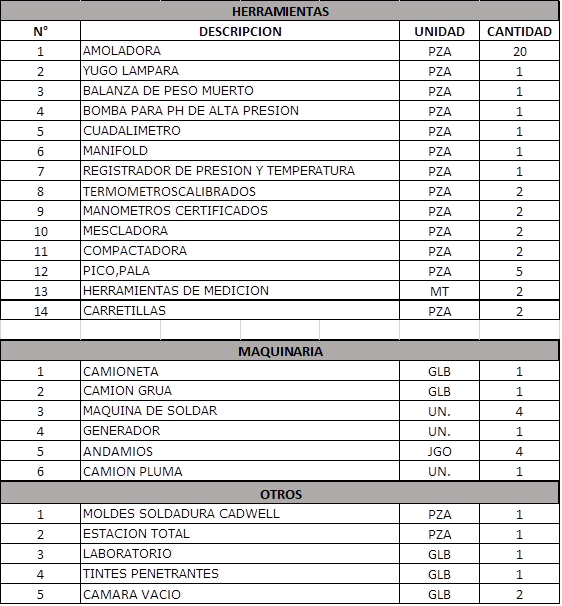 HERRAMIENTAS
N° DESCRIPCION UNIDAD CANTIDAD
1 AMOLADORA PZA 20
2 YUGO LAMPARA PZA 1
3 BALANZA DE PESO MUERTO PZA 1
4 BOMBA PARA PH DE ALTA PRESION PZA 1
5 CUADALIMETRO PZA 1
6 MANIFOLD PZA 1
7 REGISTRADOR DE PRESION Y TEMPERATURA PZA 1
8 TERMOMETROSCALIBRADOS PZA 2
9 MANOMETROS CERTIFICADOS PZA 2
10 MESCLADORA PZA 2
11 COMPACTADORA PZA 2
12 PICO,PALA PZA 5
13 HERRAMIENTAS DE MEDICION MT 2
14 CARRETILLAS PZA 2
MAQUINARIA
1 CAMIONETA GLB 1
2 CAMION GRUA GLB 1
3 MAQUINA DE SOLDAR UN. 4
4 GENERADOR UN. 1
5 ANDAMIOS JGO 4
6 CAMION PLUMA UN. 1
OTROS
1 MOLDES SOLDADURA CADWELL PZA 1
2 ESTACION TOTAL PZA 1
3 LABORATORIO GLB 1
4 TINTES PENETRANTES GLB 1
5 CAMARA VACIO GLB 2